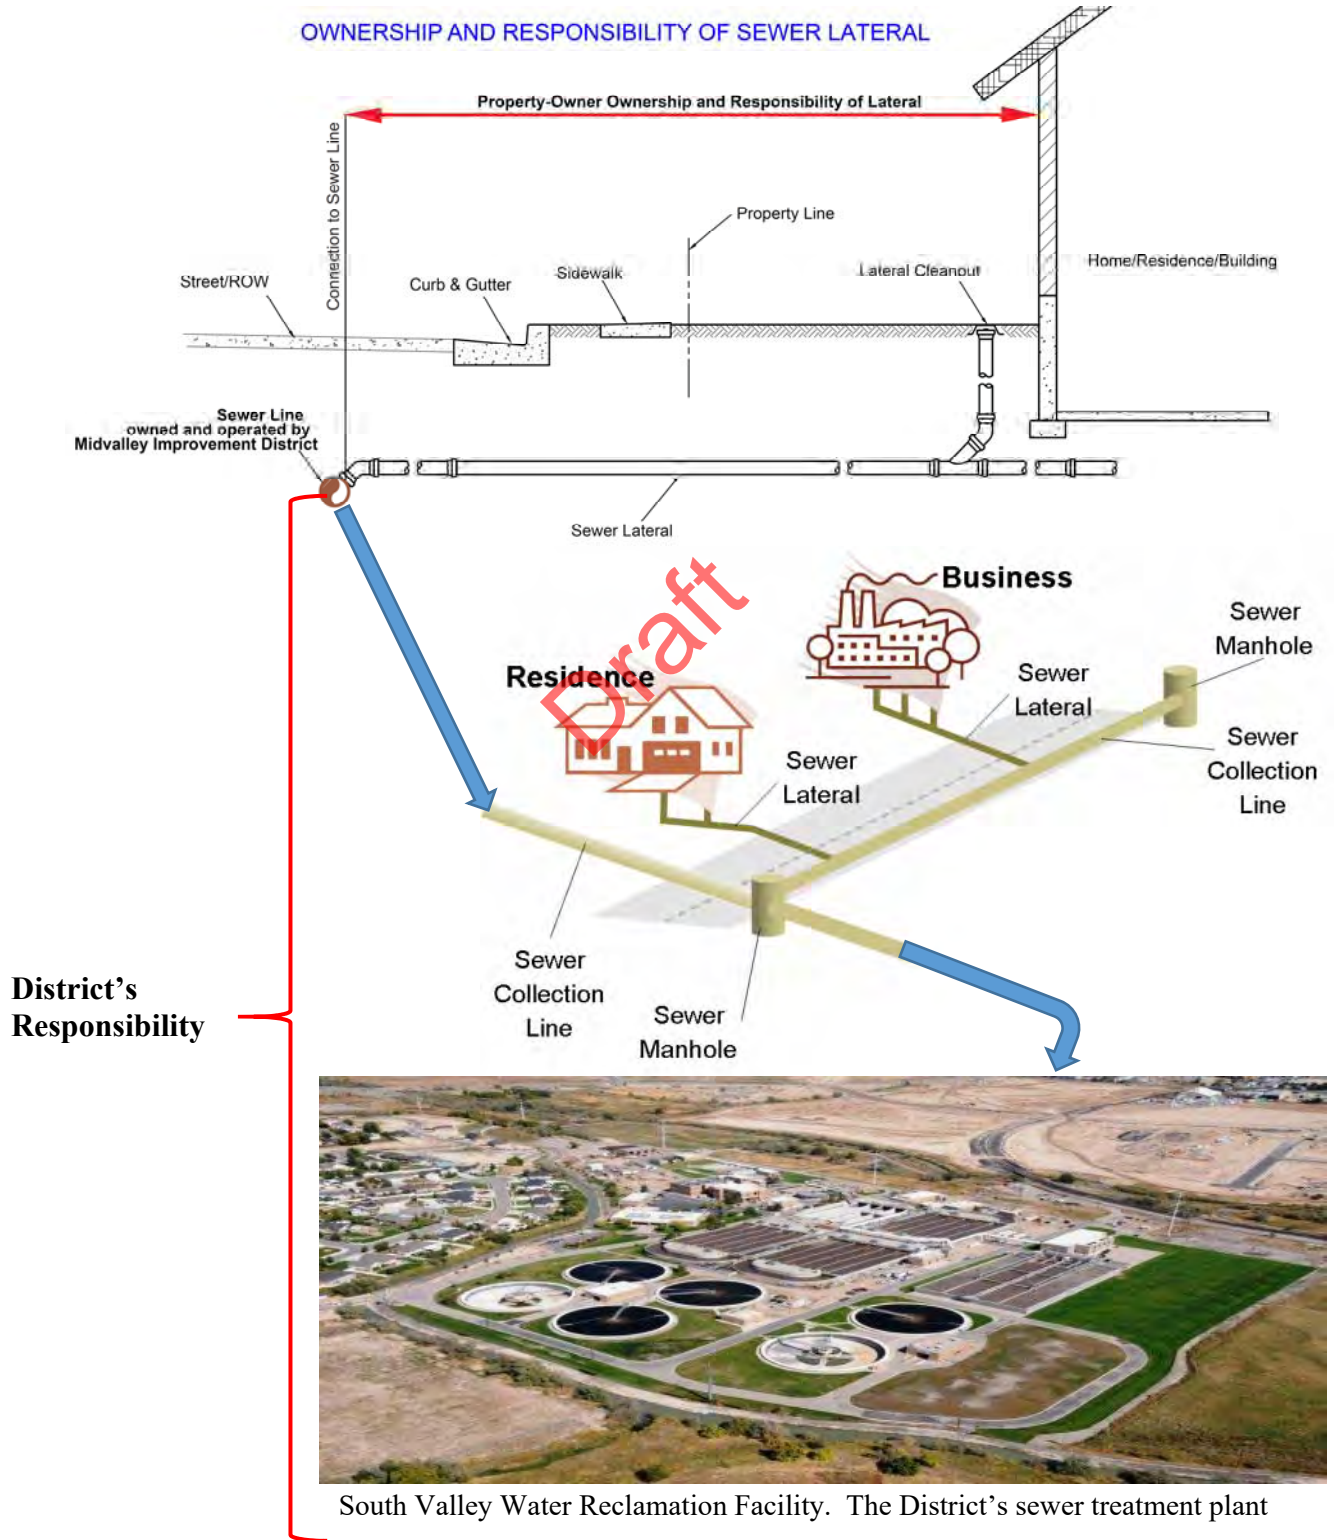 OWNERSHIP AND RESPONSIBILITY OF SEWER LATERAL
Property-Owner Ownership and Responsibility of Lateral
Connection to Sewer Line
Property Line
Street/ROW
Curb & Gutter
Sidewalk
Lateral Cleanout
Home/Residence/Building
Sewer Line
owned and operated by
Midvalley Improvement District
Sewer Lateral
Draft
Business
Residence
Sewer
Manhole
Sewer
Lateral
Sewer
Collection
Line
Sewer
Lateral
Sewer
Collection
Line
Sewer
Manhole
District’s
Responsibility
South Valley Water Reclamation Facility.  The District’s sewer treatment plant